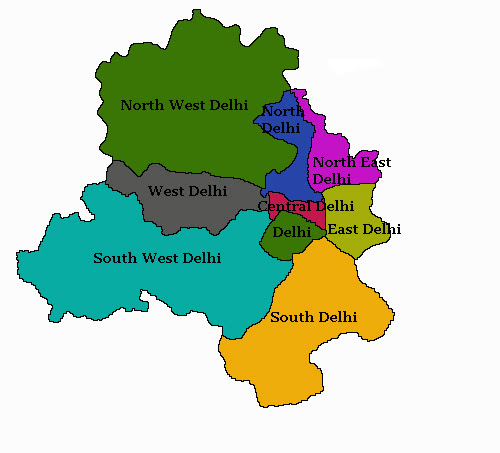 North West Delhi
North
Delhi
North East
Delhi
West Delhi
Central Delhi
East Delhi
Delhi
South West Delhi
South Delhi